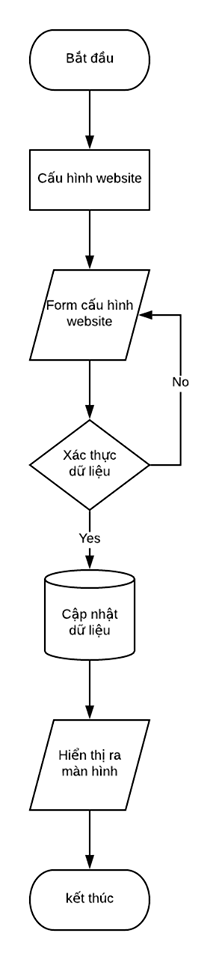 Bắt đầu
Cấu hình website
Form cấu hình
website
No
Xác thực
dữ liệu
Yes
Cập nhật
dữ liệu
Hiển thị ra
màn hình
kết thúc